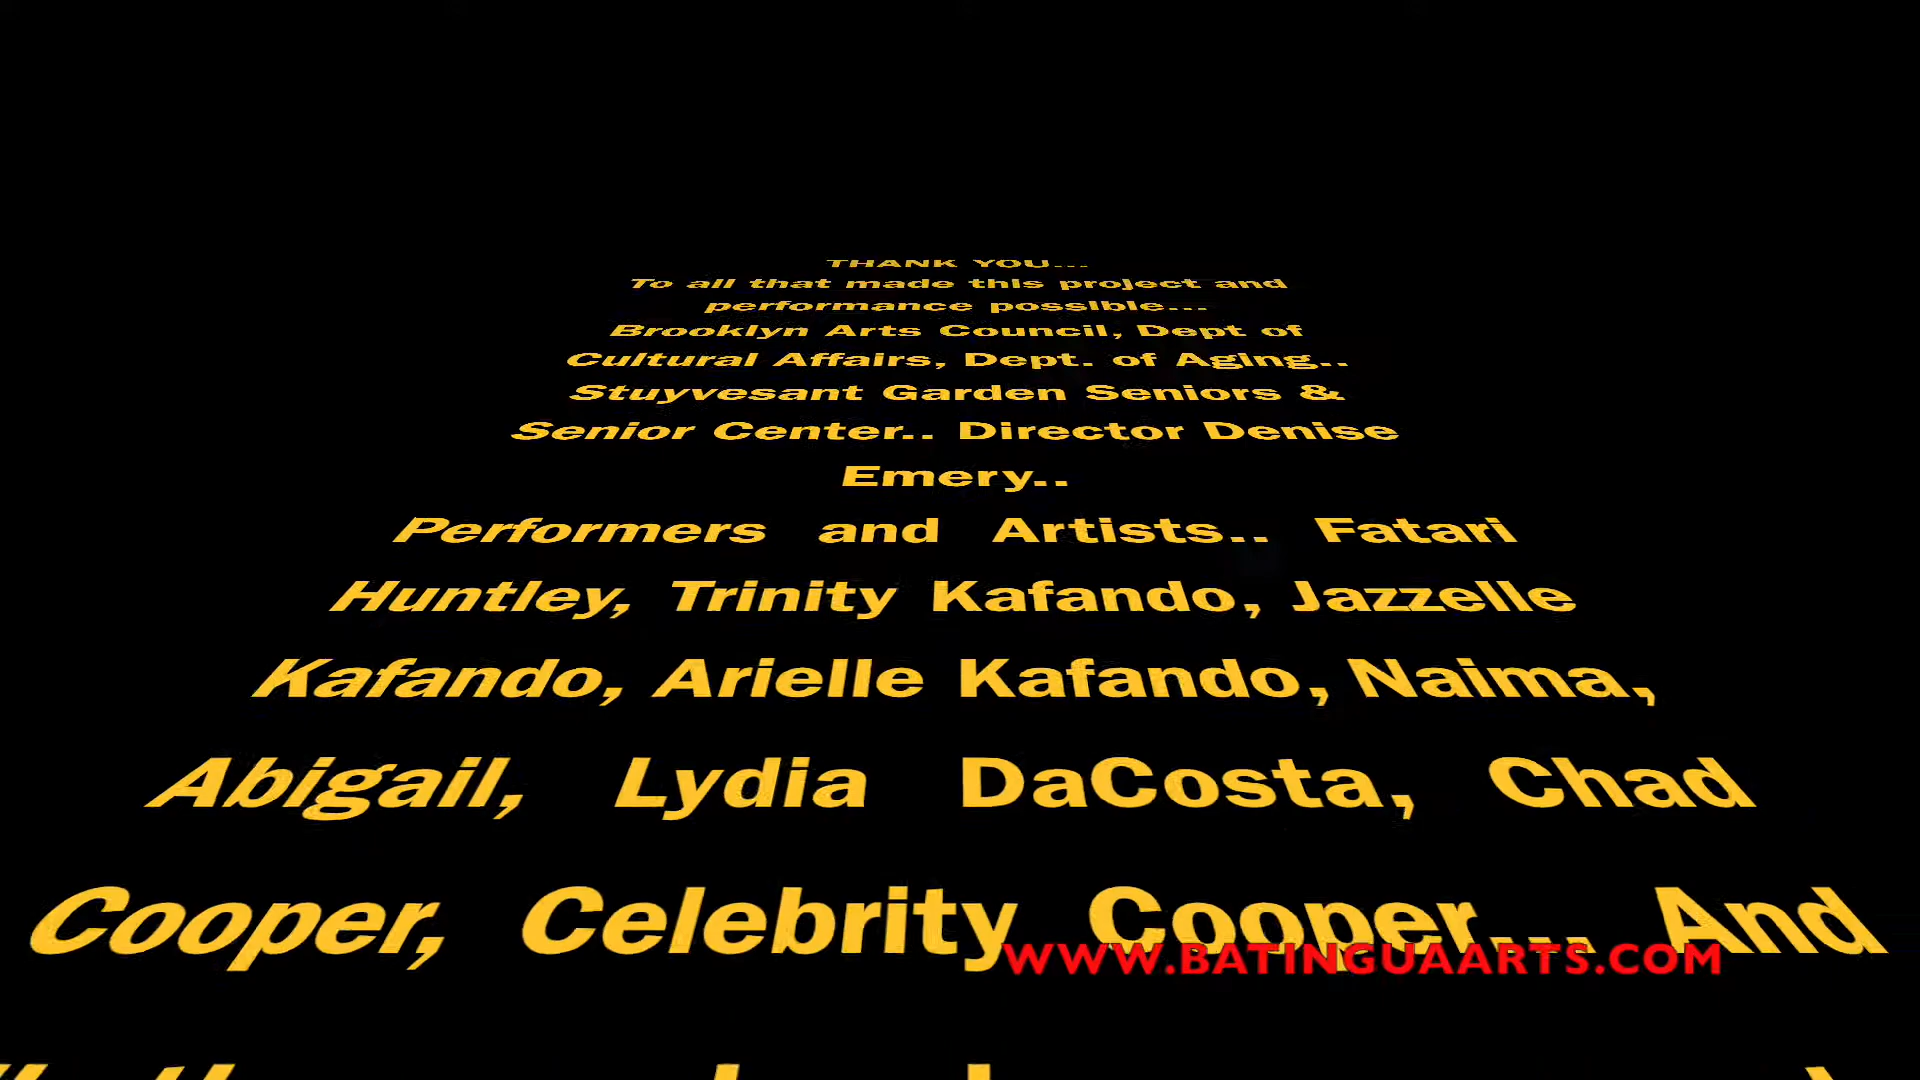 THANK YOU...
To all that made this project and
performance possible...
Brooklyn Arts Council, Dept of
Cultural Affairs, Dept. of Aging..
Stuyvesant Garden Seniors &
Senior Center.. Director Denise
Emery..
Performers and Artists.. Fatari
Huntley, Trinity Kafando, Jazzelle
Kafando, Arielle Kafando, Naima,
Abigail, Lydia DaCosta, Chad
Cooper, Celebrity Cooper... And
WWW.BATINGUAARTS.COM